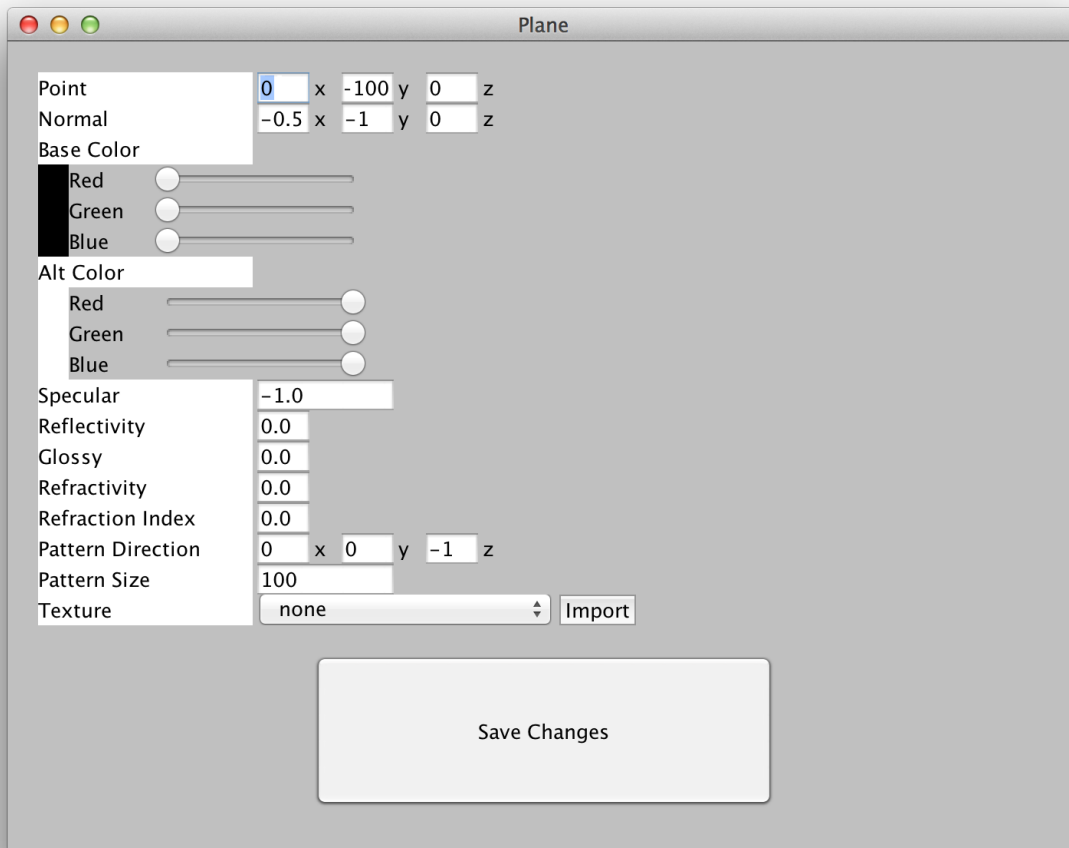 Plane
Point 0 x -100 y 0 z
Normal -0.5 x -1 y 0 z
Base Color
Red
Green
Blue
Alt Color
Red
Green
Blue
Specular -1.0
Reflectivity 0.0
Glossy 0.0
Refractivity 0.0
Refraction Index 0.0
Pattern Direction 0 x 0 y -1 z
Pattern Size 100
Texture none Import
Save Changes